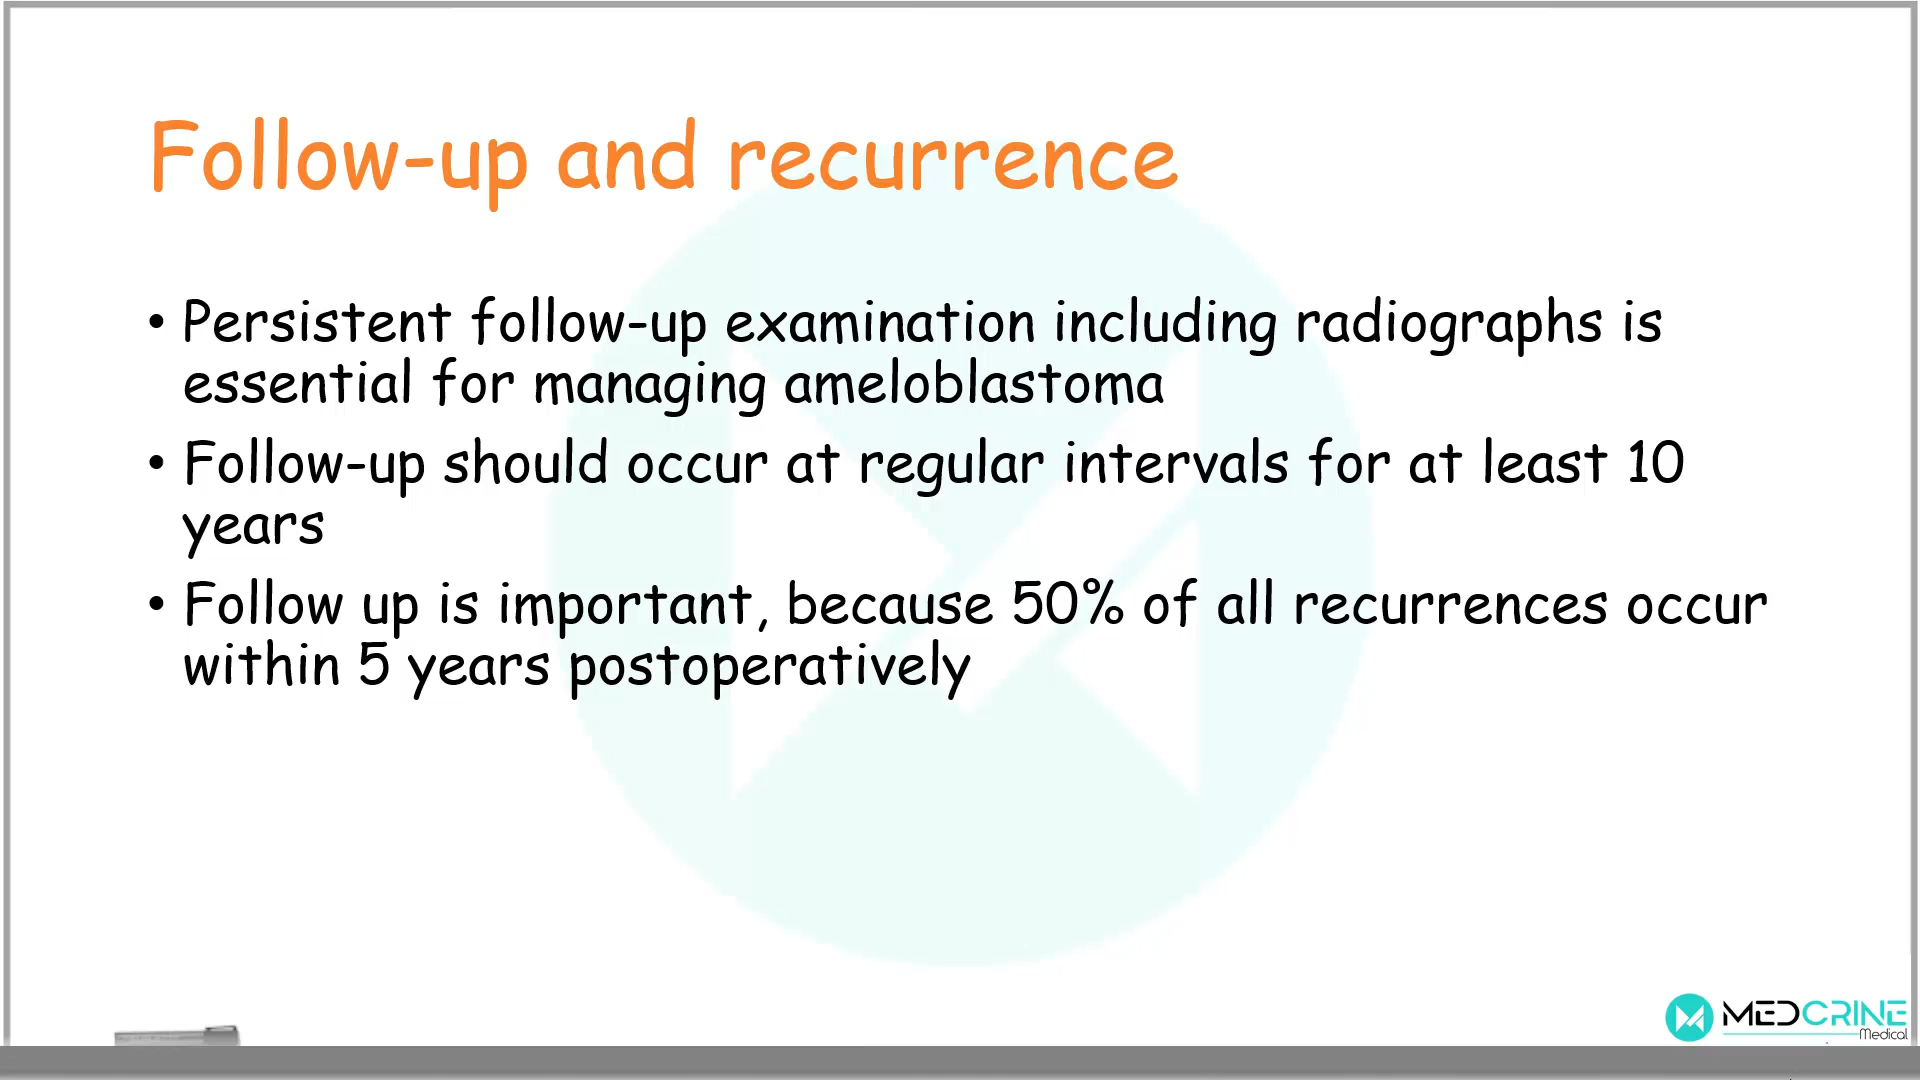 Follow-up and recurrence
• Persistent follow-up examination including radiographs is
essential for managing ameloblastoma
• Follow-up should occur at regular intervals for at least 10
years
• Follow up is important, because 50% of all recurrences occur
within 5 years postoperatively
MEDCRINE
Medical